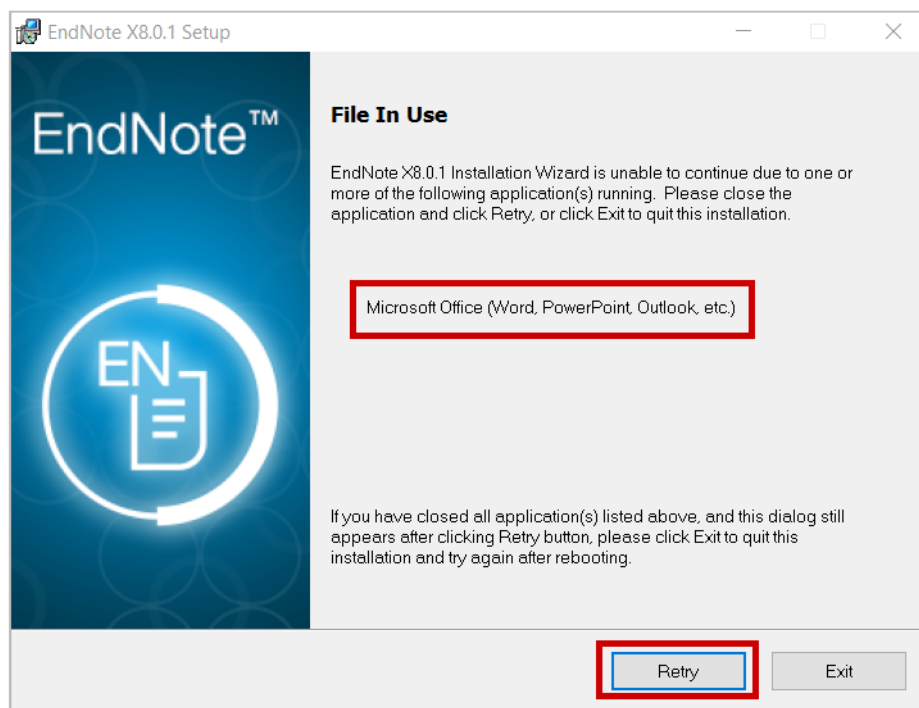 EndNote X8.0.1 Setup
EndNote™
File In Use
EndNote X8.0.1 Installation Wizard is unable to continue due to one or
more of the following application(s) running.  Please close the
application and click Retry, or click Exit to quit this installation.
Microsoft Office (Word, PowerPoint, Outlook, etc.)
EN
If you have closed all application(s) listed above, and this dialog still
appears after clicking Retry button, please click Exit to quit this
installation and try again after rebooting.
Retry
Exit